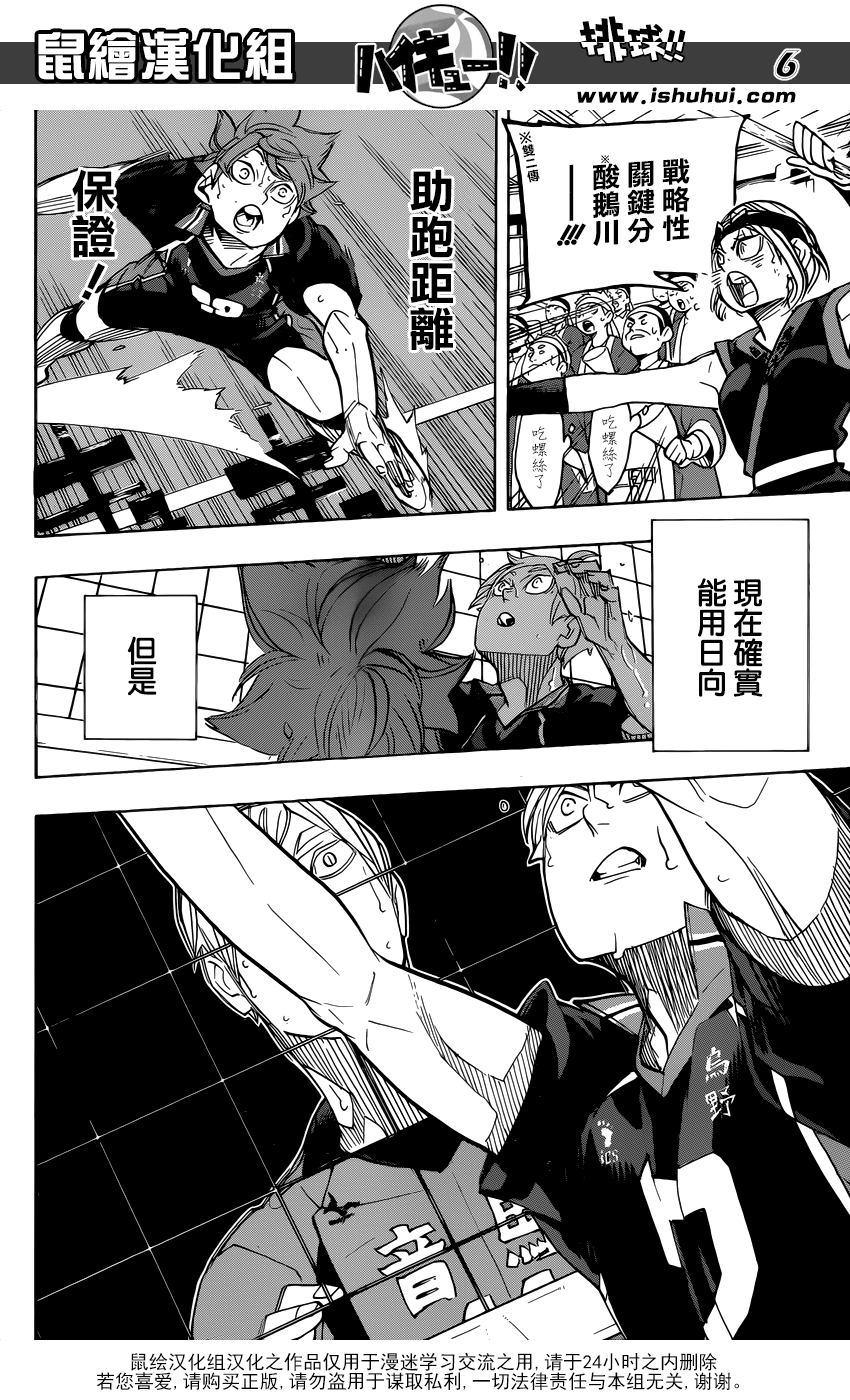 鼠繪漢化組
ハイキュー!!
排球!!
6
www.ishuhui.com
戰略性
關鍵分
※酸鵝川
——!!!
※雙二傳
吃螺絲了
吃螺絲了
助跑距離
保證!
現在確實
能用日向
但是
烏野
ics
音
鼠绘汉化组汉化之作品仅用于漫迷学习交流之用,请于24小时之内删除
若您喜爱,请购买正版,请勿盗用于谋取私利,一切法律责任与本组无关,谢谢。